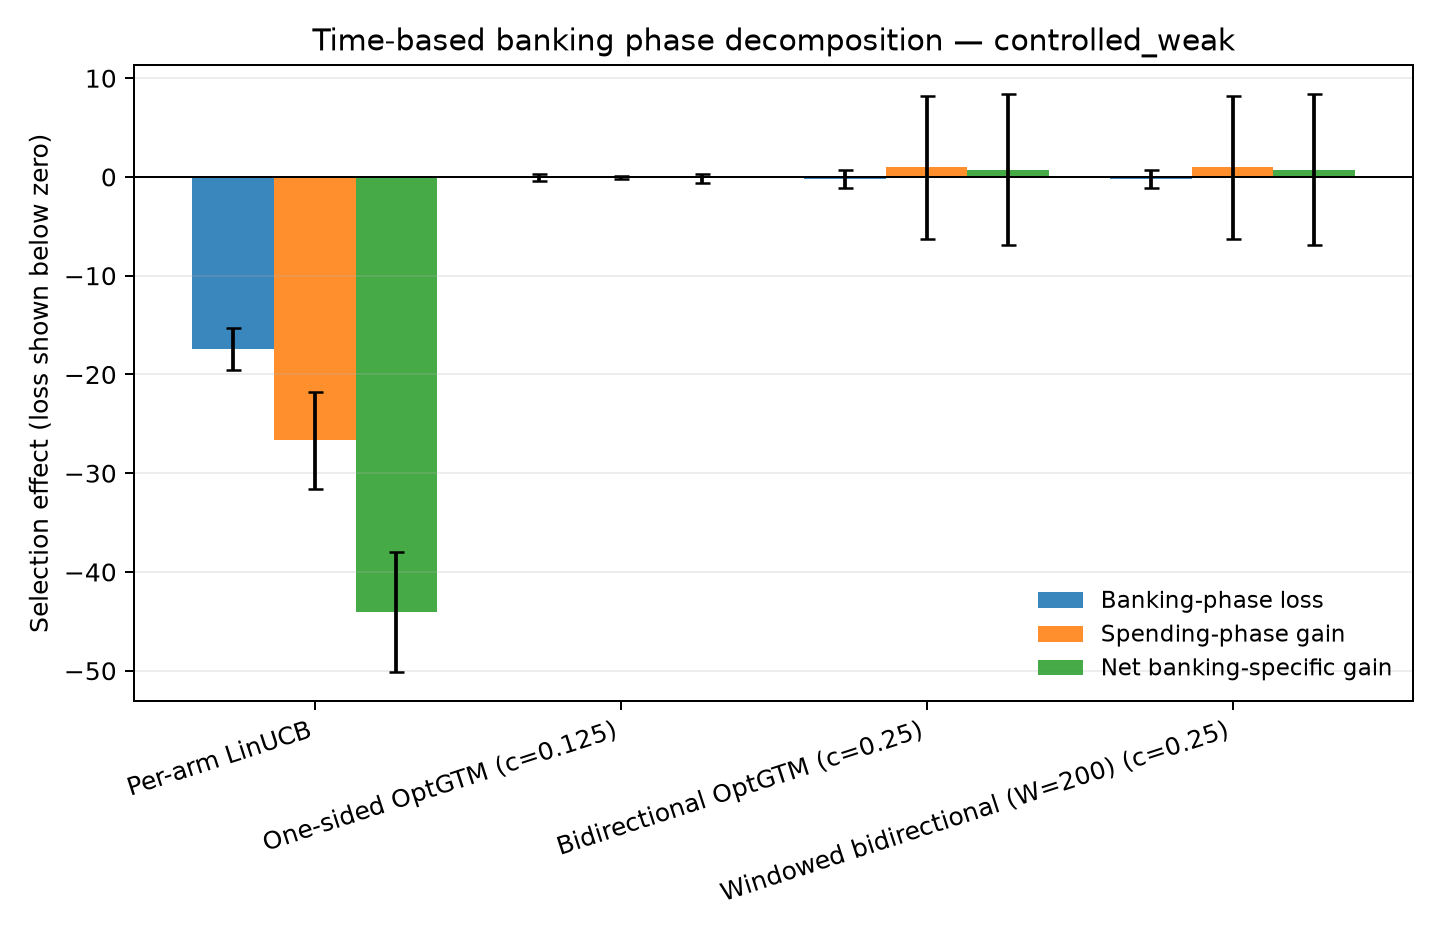 Time-based banking phase decomposition — controlled_weak
Selection effect (loss shown below zero)
10
0
−10
−20
−30
−40
−50
Banking-phase loss
Spending-phase gain
Net banking-specific gain
Per-arm LinUCB
One-sided OptGTM (c=0.125)
Bidirectional OptGTM (c=0.25)
Windowed bidirectional (W=200) (c=0.25)